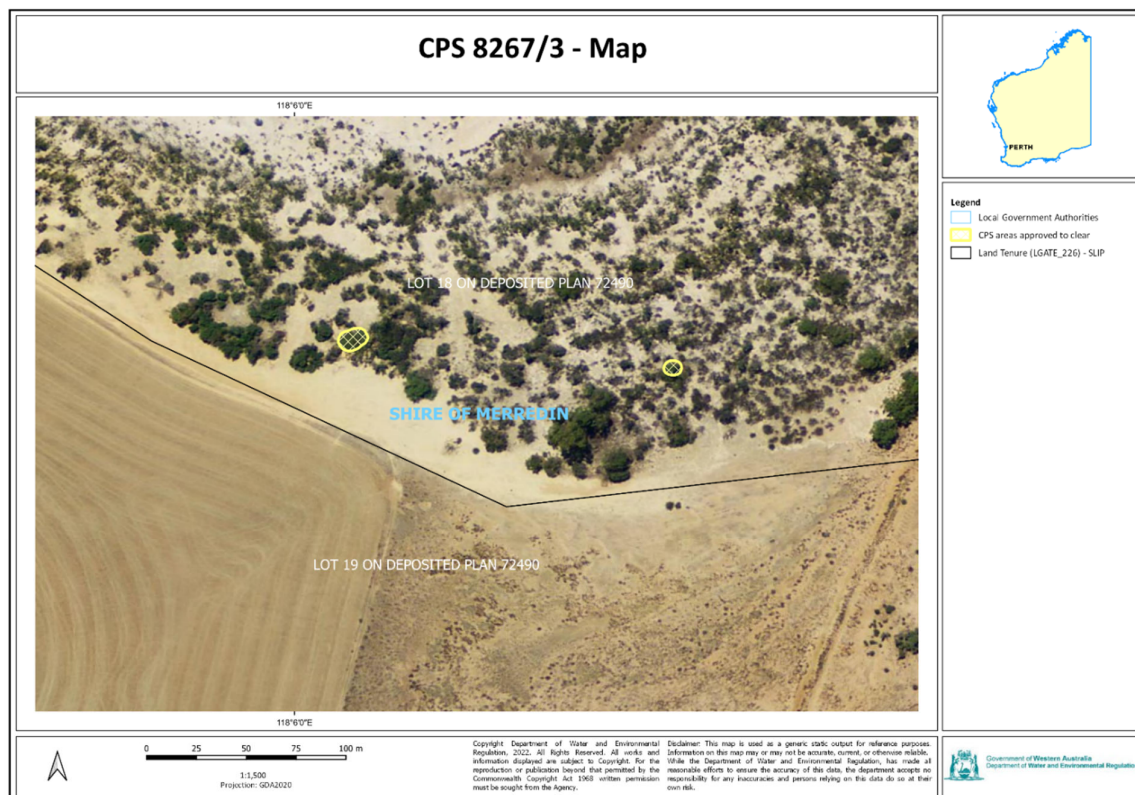 CPS 8267/3 - Map
118°6'0"E
LOT 18 ON DEPOSITED PLAN 72490
SHIRE OF MERREDIN
LOT 19 ON DEPOSITED PLAN 72490
118°6'0"E
PERTH
Legend
Local Government Authorities
CPS areas approved to clear
Land Tenure (LGATE_226) - SLIP
0 25 50 75 100 m
1:1,500
Projection: GDA2020
Copyright Department of Water and Environmental
Regulation, 2022. All Rights Reserved. All works and
information displayed are subject to Copyright. For the
reproduction or publication beyond that permitted by the
Commonwealth Copyright Act 1968 written permission
must be sought from the Agency.
Disclaimer: This map is used as a generic static output for reference purposes.
Information on this map may or may not be accurate, current, or otherwise reliable.
While the Department of Water and Environmental Regulation, has made all
reasonable efforts to ensure the accuracy of this data, the department accepts no
responsibility for any inaccuracies and persons relying on this data do so at their
own risk.
Government of Western Australia
Department of Water and Environmental Regulation